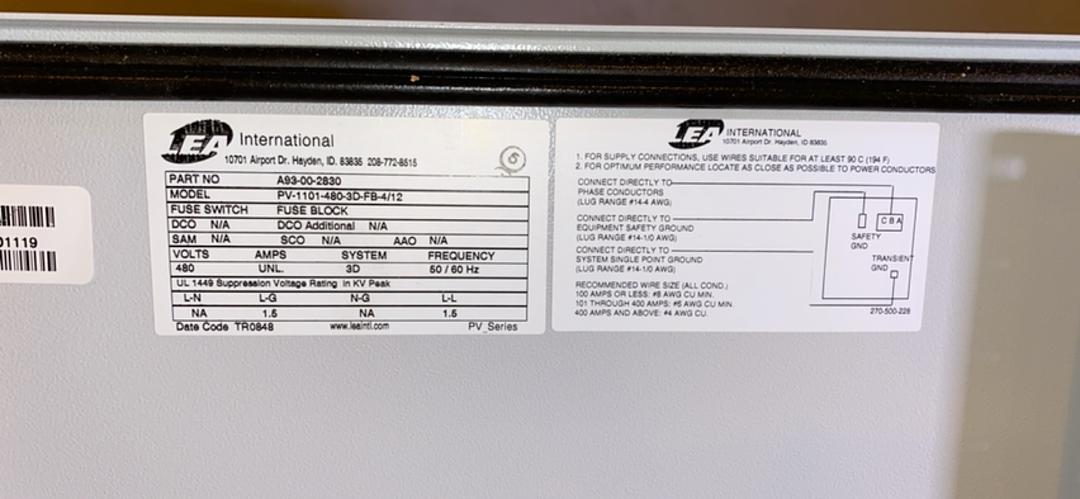 01119
LEA International
10701 Airport Dr. Hayden, ID. 83835 208-772-8515
6
PART NO A93-00-2830
MODEL PV-1101-480-3D-FB-4/12
FUSE SWITCH FUSE BLOCK
DCO N/A DCO Additional N/A
SAM N/A SCO N/A AAO N/A
VOLTS AMPS SYSTEM FREQUENCY
480 UNL. 3D 50 / 60 Hz
UL 1449 Suppression Voltage Rating in KV Peak
L-N L-G N-G L-L
NA 1.5 NA 1.5
Date Code TR0848 www.leaintl.com PV_Series
LEA INTERNATIONAL
10701 Airport Dr. Hayden, ID 83835
1. FOR SUPPLY CONNECTIONS, USE WIRES SUITABLE FOR AT LEAST 90 C (194 F)
2. FOR OPTIMUM PERFORMANCE LOCATE AS CLOSE AS POSSIBLE TO POWER CONDUCTORS
CONNECT DIRECTLY TO
PHASE CONDUCTORS
(LUG RANGE #14-4 AWG)
CONNECT DIRECTLY TO
EQUIPMENT SAFETY GROUND
(LUG RANGE #14-1/0 AWG)
CONNECT DIRECTLY TO
SYSTEM SINGLE POINT GROUND
(LUG RANGE #14-1/0 AWG)
C B A
SAFETY
GND
TRANSIENT
GND
RECOMMENDED WIRE SIZE (ALL COND.)
100 AMPS OR LESS: #8 AWG CU MIN.
101 THROUGH 400 AMPS: #6 AWG CU MIN.
400 AMPS AND ABOVE: #4 AWG CU.
270-500-228